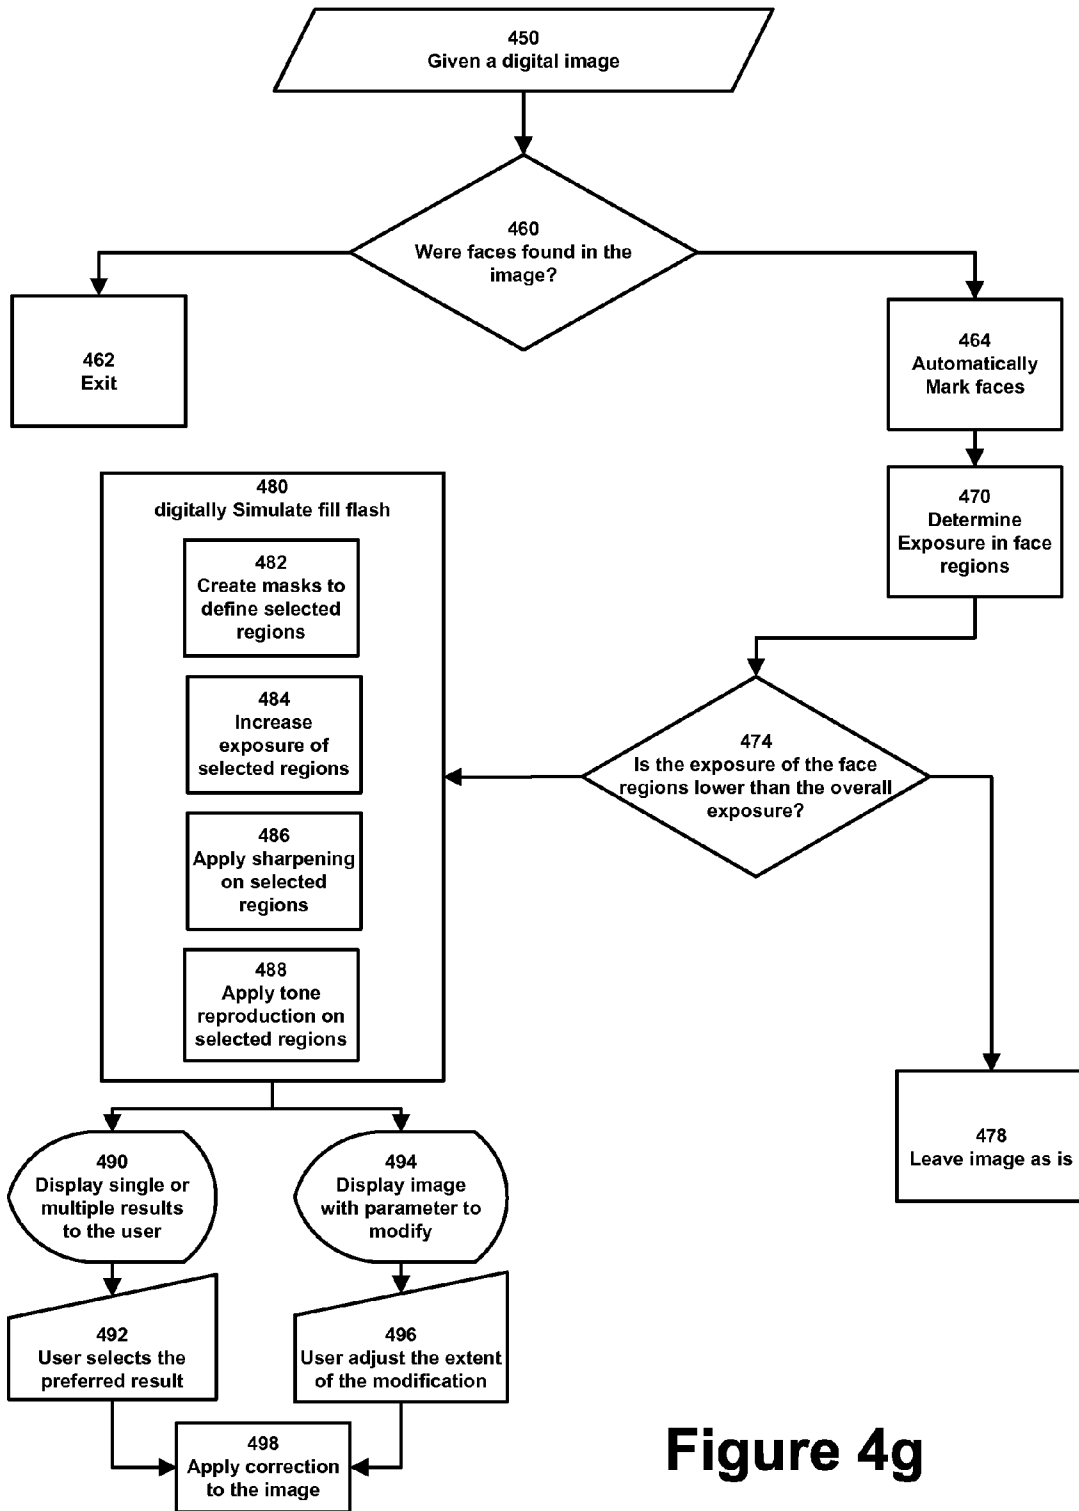 450
Given a digital image
460
Were faces found in the
image?
462
Exit
464
Automatically
Mark faces
470
Determine
Exposure in face
regions
474
Is the exposure of the face
regions lower than the overall
exposure?
478
Leave image as is
480
digitally Simulate fill flash
482
Create masks to
define selected
regions
484
Increase
exposure of
selected regions
486
Apply sharpening
on selected
regions
488
Apply tone
reproduction on
selected regions
490
Display single or
multiple results
to the user
494
Display image
with parameter to
modify
492
User selects the
preferred result
496
User adjust the extent
of the modification
498
Apply correction
to the image
Figure 4g